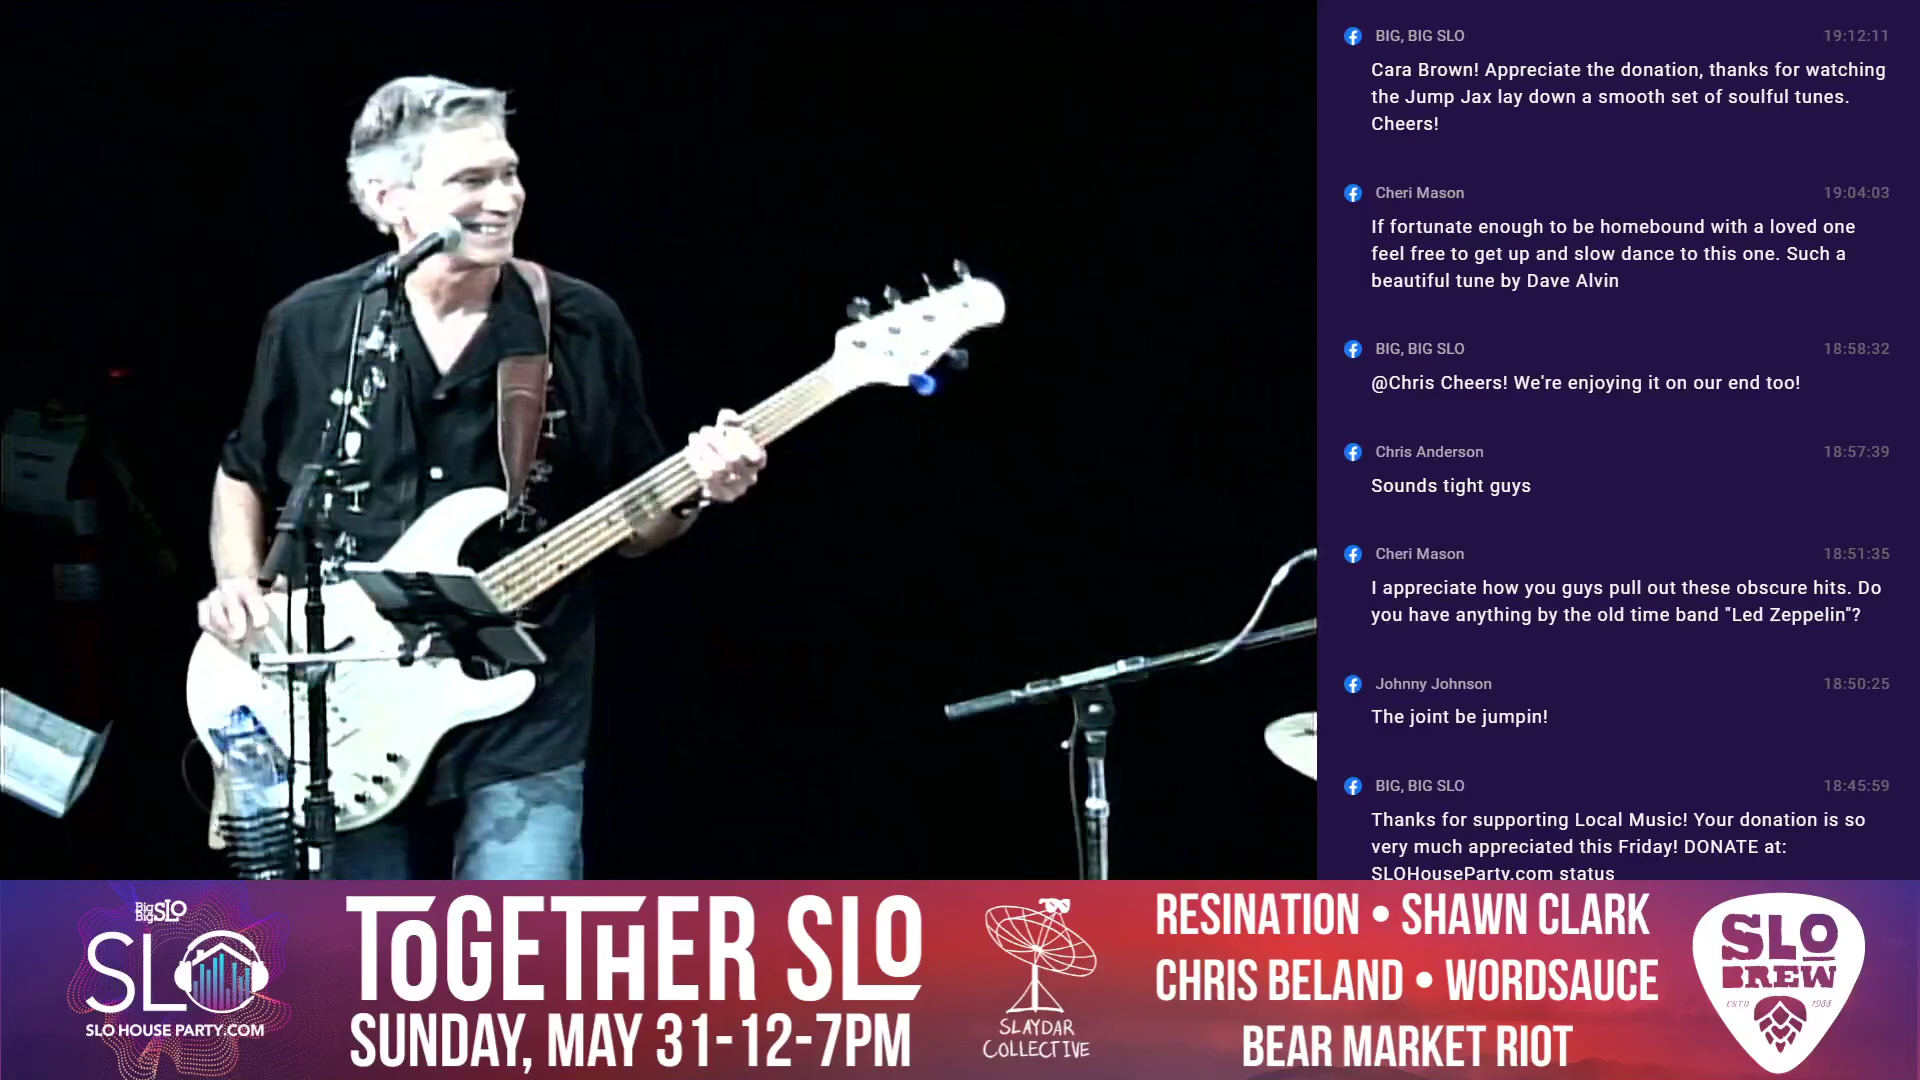 BIG, BIG SLO 19:12:11
Cara Brown! Appreciate the donation, thanks for watching
the Jump Jax lay down a smooth set of soulful tunes.
Cheers!
Cheri Mason 19:04:03
If fortunate enough to be homebound with a loved one
feel free to get up and slow dance to this one. Such a
beautiful tune by Dave Alvin
BIG, BIG SLO 18:58:32
@Chris Cheers! We're enjoying it on our end too!
Chris Anderson 18:57:39
Sounds tight guys
Cheri Mason 18:51:35
I appreciate how you guys pull out these obscure hits. Do
you have anything by the old time band "Led Zeppelin"?
Johnny Johnson 18:50:25
The joint be jumpin!
BIG, BIG SLO 18:45:59
Thanks for supporting Local Music! Your donation is so
very much appreciated this Friday! DONATE at:
SLOHouseParty.com status
Big Big SLO
SLO
SLO HOUSE PARTY.COM
TOGETHER SLO
SUNDAY, MAY 31-12-7PM
SLAYDAR
COLLECTIVE
RESINATION • SHAWN CLARK
CHRIS BELAND • WORDSAUCE
BEAR MARKET RIOT
SLO
BREW
ESTD 1988